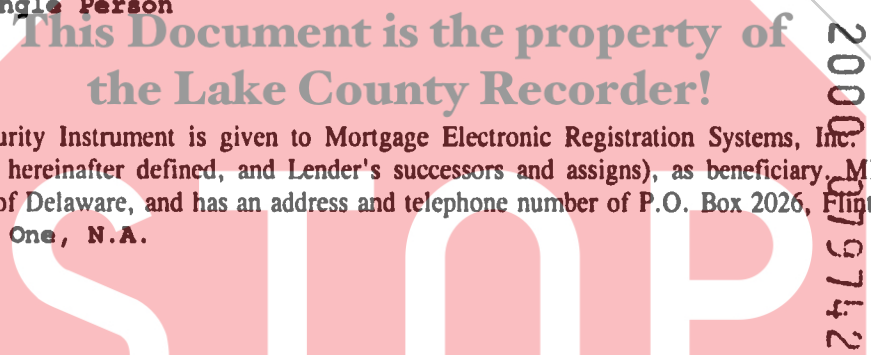 ngle Person
This Document is the property of
the Lake County Recorder!
urity Instrument is given to Mortgage Electronic Registration Systems, Inc.
hereinafter defined, and Lender's successors and assigns), as beneficiary. M
of Delaware, and has an address and telephone number of P.O. Box 2026, Flint
One, N.A.
STOP
2000 079742